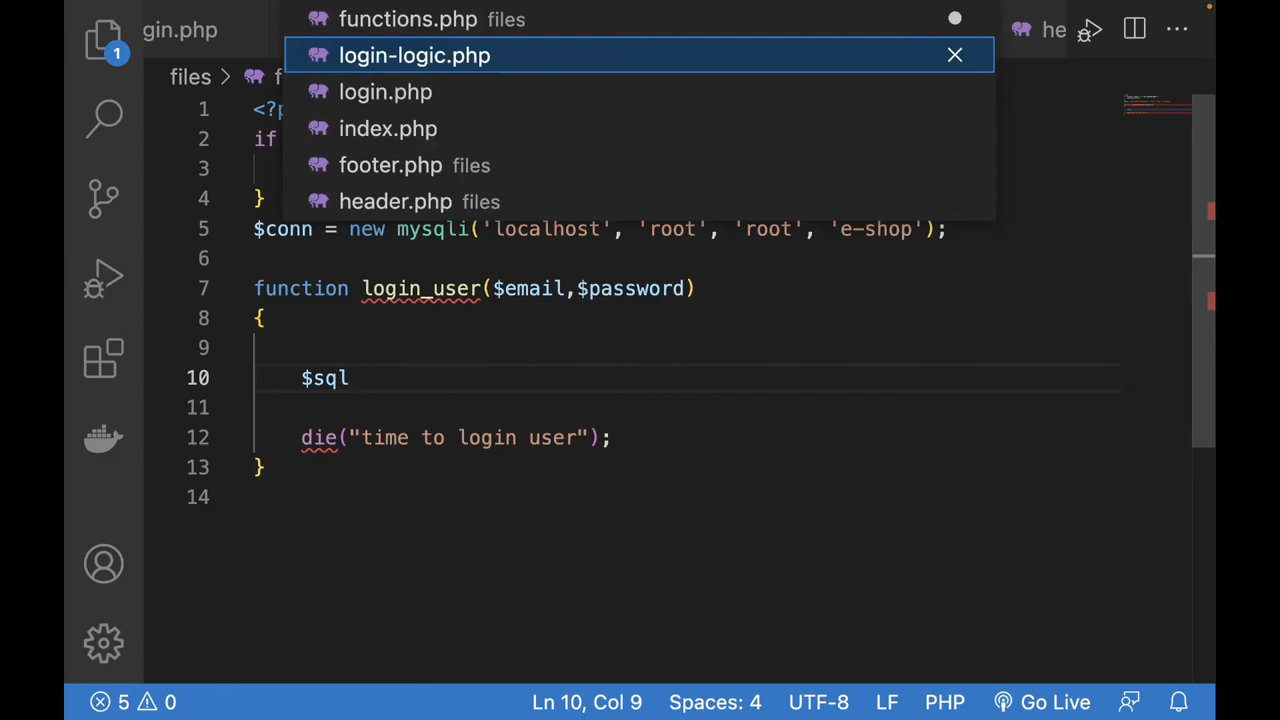 gin.php
functions.php files
he
1
login-logic.php
files
login.php
index.php
footer.php files
header.php files
1 <?p
2 if
3
4 }
5 $conn = new mysqli('localhost', 'root', 'root', 'e-shop');
6
7 function login_user($email,$password)
8 {
9
10 $sql
11
12 die("time to login user");
13 }
14
5 0
Ln 10, Col 9
Spaces: 4
UTF-8
LF
PHP
Go Live